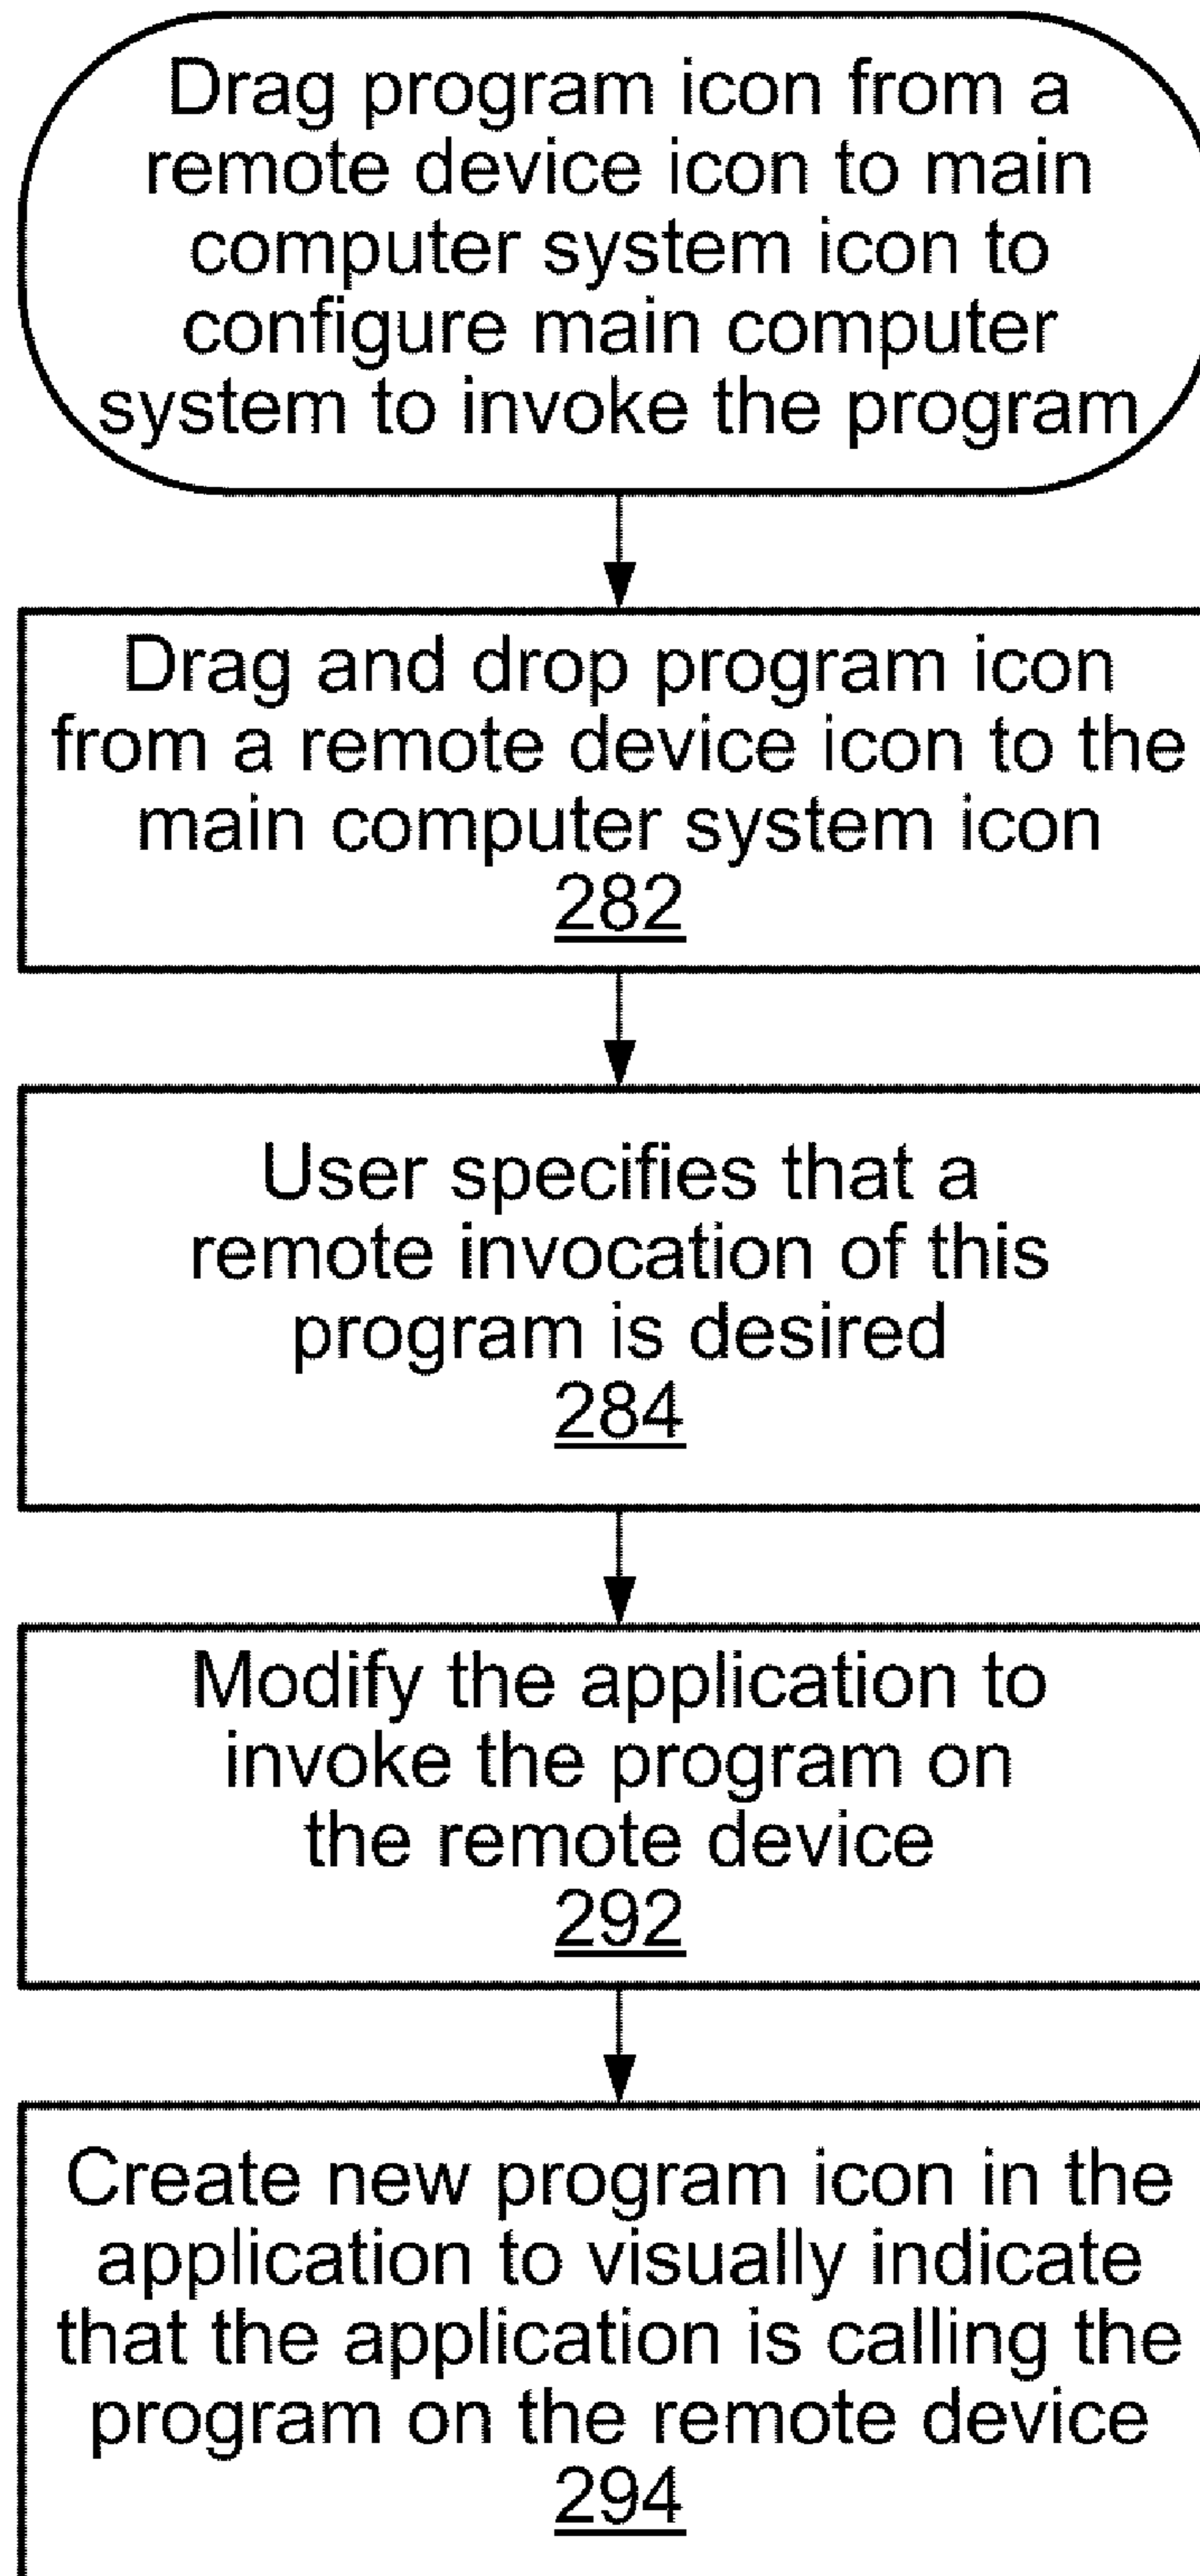 Drag program icon from a
remote device icon to main
computer system icon to
configure main computer
system to invoke the program
Drag and drop program icon
from a remote device icon to the
main computer system icon
282
User specifies that a
remote invocation of this
program is desired
284
Modify the application to
invoke the program on
the remote device
292
Create new program icon in the
application to visually indicate
that the application is calling the
program on the remote device
294